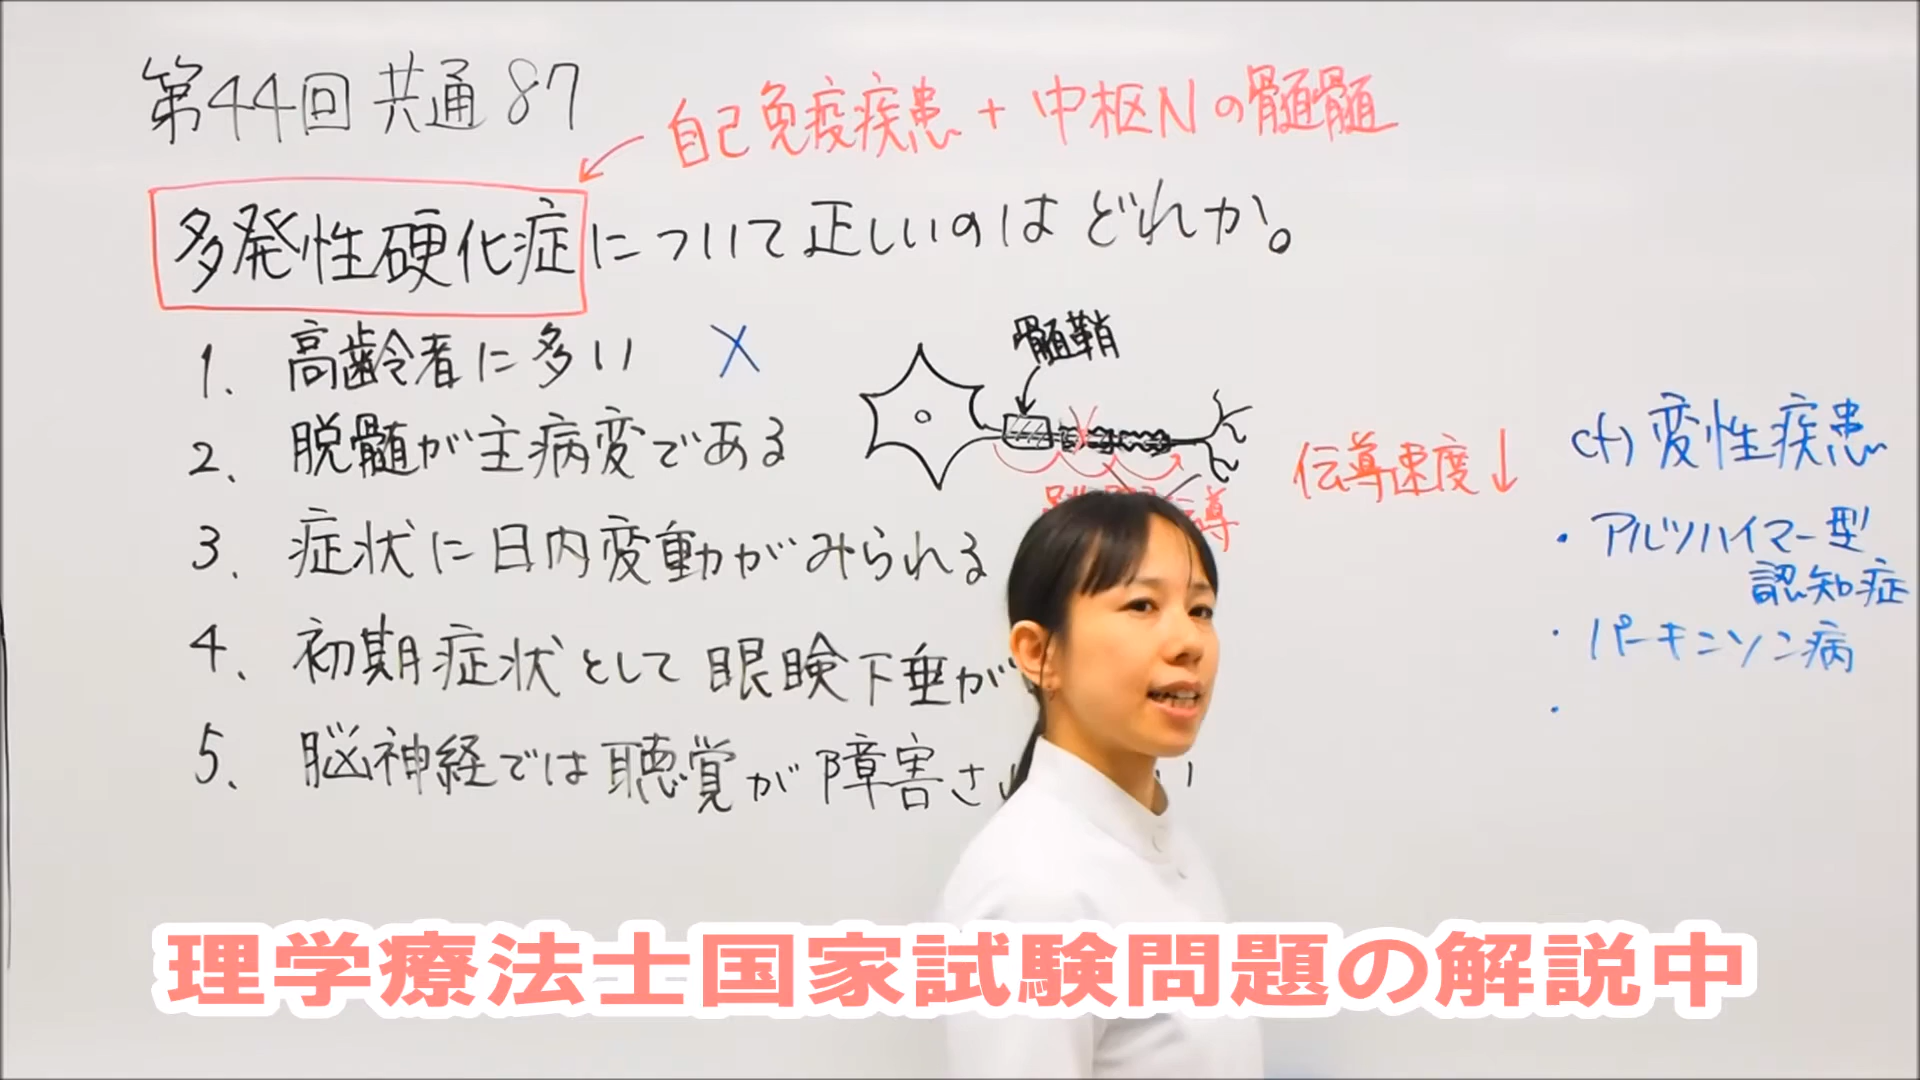 第44回 共通 87
自己免疫疾患 + 中枢Nの髄髄
多発性硬化症について正しいのはどれか。
1. 高齢者に多い ×
2. 脱髄が主病変である
3. 症状に日内変動がみられる
4. 初期症状として眼瞼下垂が
5. 脳神経では聴覚が障害さ い
髄鞘
伝導速度↓
導
cf) 変性疾患
・アルツハイマー型
認知症
・パーキンソン病
・
理学療法士国家試験問題の解説中